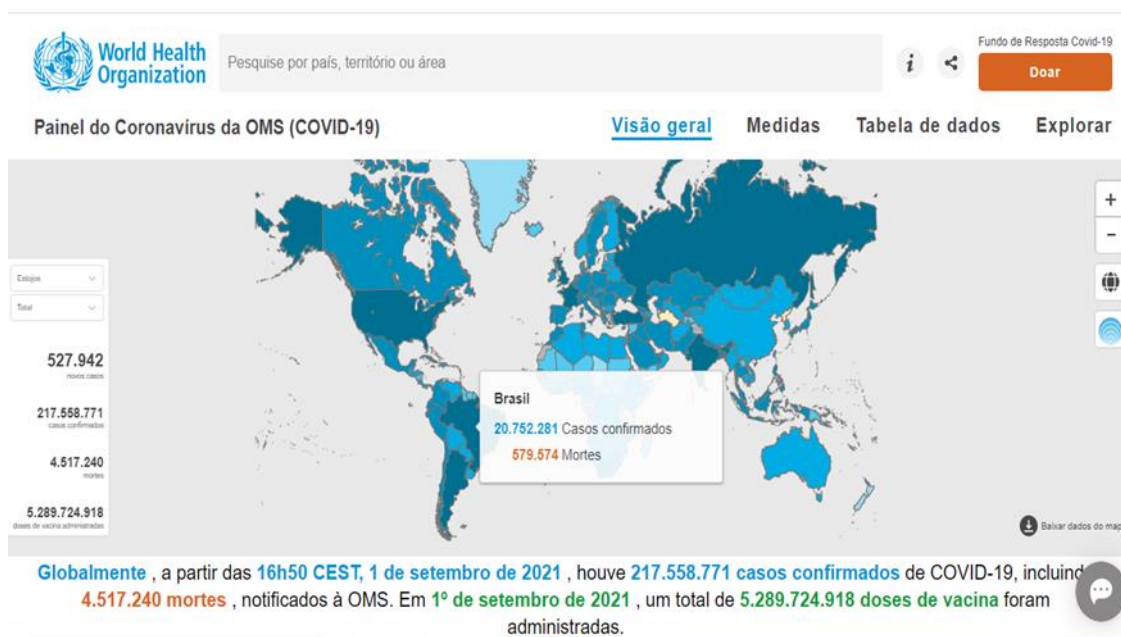 World Health
Organization
Pesquise por país, território ou área
Fundo de Resposta Covid-19
Doar
Painel do Coronavírus da OMS (COVID-19)
Visão geral
Medidas
Tabela de dados
Explorar
+
-
Estojos
Total
527.942
novos casos
217.558.771
casos confirmados
4.517.240
mortes
5.289.724.918
doses de vacina administradas
Brasil
20.752.281 Casos confirmados
579.574 Mortes
Baixar dados do map
Globalmente , a partir das 16h50 CEST, 1 de setembro de 2021 , houve 217.558.771 casos confirmados de COVID-19, incluind
4.517.240 mortes , notificados à OMS. Em 1º de setembro de 2021 , um total de 5.289.724.918 doses de vacina foram
administradas.